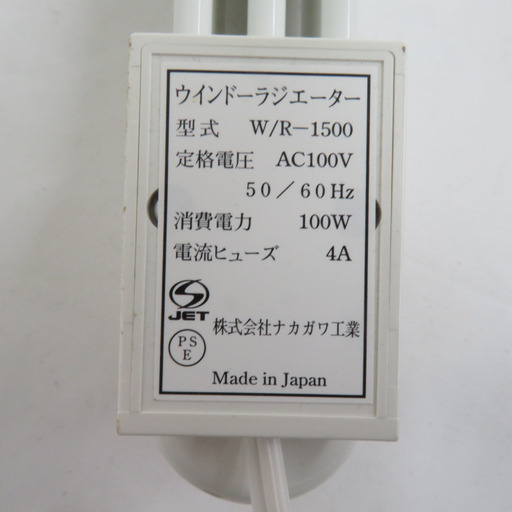 ウインドーラジエーター
型式 W/R-1500
定格電圧 AC100V
50/60Hz
消費電力 100W
電流ヒューズ 4A
JET
株式会社ナカガワ工業
PS
E
Made in Japan